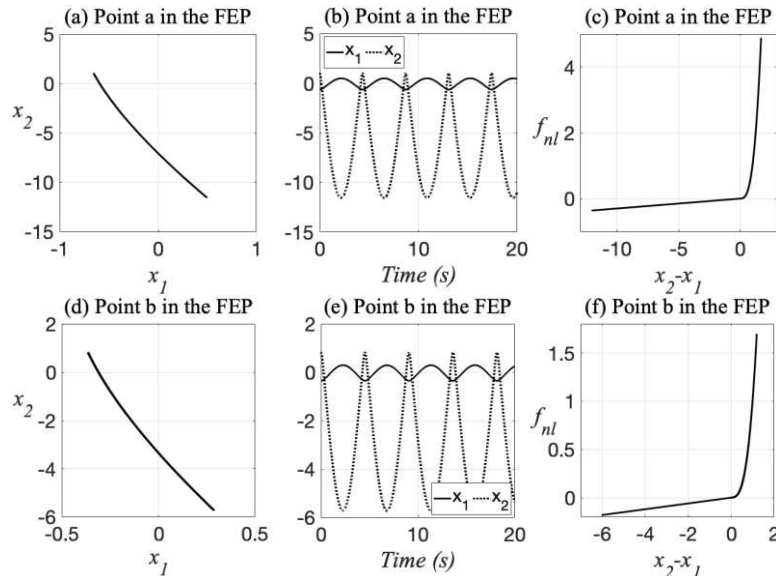 (a) Point a in the FEP
(b) Point a in the FEP
(c) Point a in the FEP
5
0
-5
-10
-15
x2
-1
0
1
x1
5
0
-5
-10
-15
x1 x2
0
10
20
Time (s)
4
2
0
fnl
-10
-5
0
x2-x1
(d) Point b in the FEP
(e) Point b in the FEP
(f) Point b in the FEP
2
0
-2
-4
-6
x2
-0.5
0
0.5
x1
2
0
-2
-4
-6
x1 x2
0
10
20
Time (s)
1.5
1
0.5
0
fnl
-6
-4
-2
0
2
x2-x1